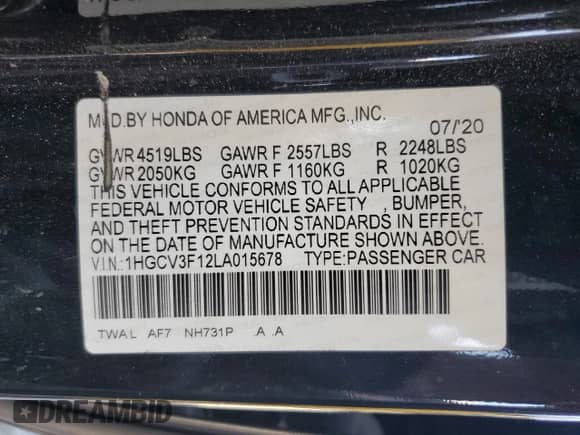 MFD.BY HONDA OF AMERICA MFG.,INC.
07/'20
GVWR 4519LBS GAWR F 2557LBS R 2248LBS
GVWR 2050KG GAWR F 1160KG R 1020KG
THIS VEHICLE CONFORMS TO ALL APPLICABLE
FEDERAL MOTOR VEHICLE SAFETY , BUMPER,
AND THEFT PREVENTION STANDARDS IN EFFECT
ON THE DATE OF MANUFACTURE SHOWN ABOVE.
V.I.N.:1HGCV3F12LA015678 TYPE:PASSENGER CAR
TWA L AF7 NH731P .A .A
DREAMBID